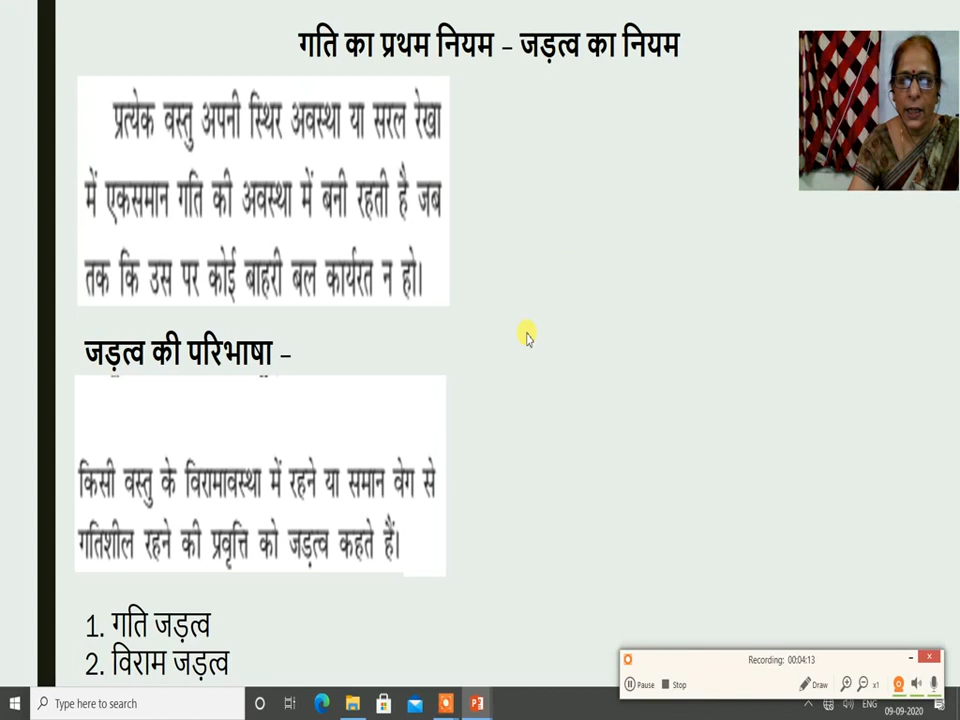 गति का प्रथम नियम – जड़त्व का नियम
प्रत्येक वस्तु अपनी स्थिर अवस्था या सरल रेखा
में एकसमान गति की अवस्था में बनी रहती है जब
तक कि उस पर कोई बाहरी बल कार्यरत न हो।
जड़त्व की परिभाषा –
किसी वस्तु के विरामावस्था में रहने या समान वेग से
गतिशील रहने की प्रवृत्ति को जड़त्व कहते हैं।
1. गति जड़त्व
2. विराम जड़त्व
Recording: 00:04:13
Pause Stop Draw x1
Type here to search
ENG
09-09-2020